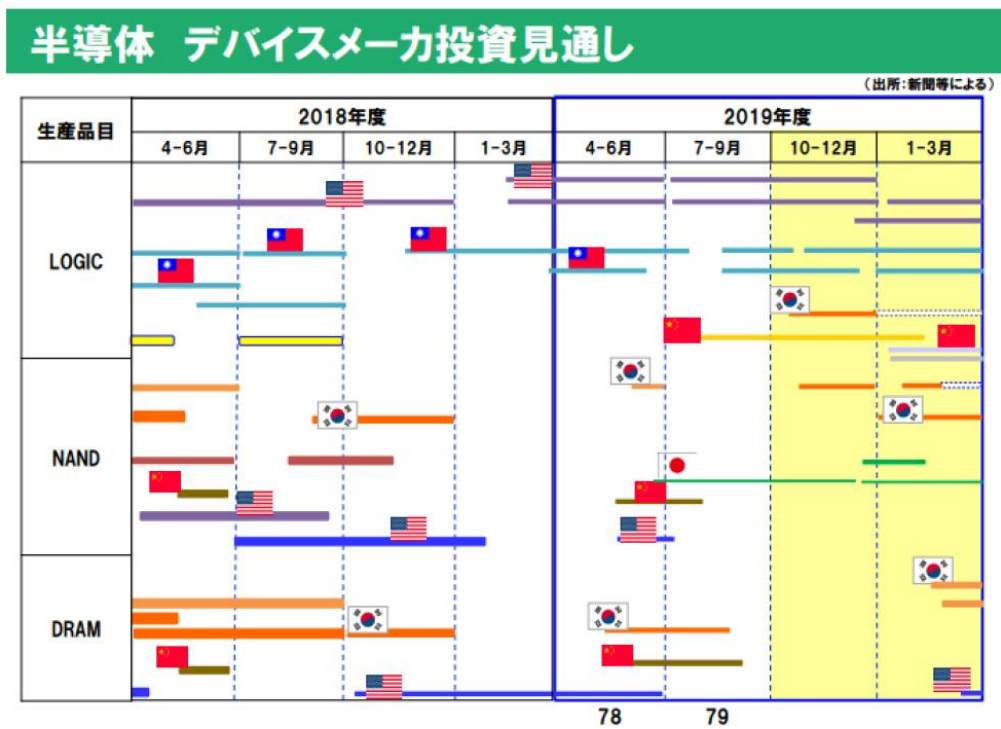 半導体 デバイスメーカ投資見通し
(出所:新聞等による)
生産品目
2018年度
2019年度
4-6月 7-9月 10-12月 1-3月 4-6月 7-9月 10-12月 1-3月
LOGIC
NAND
DRAM
78 79